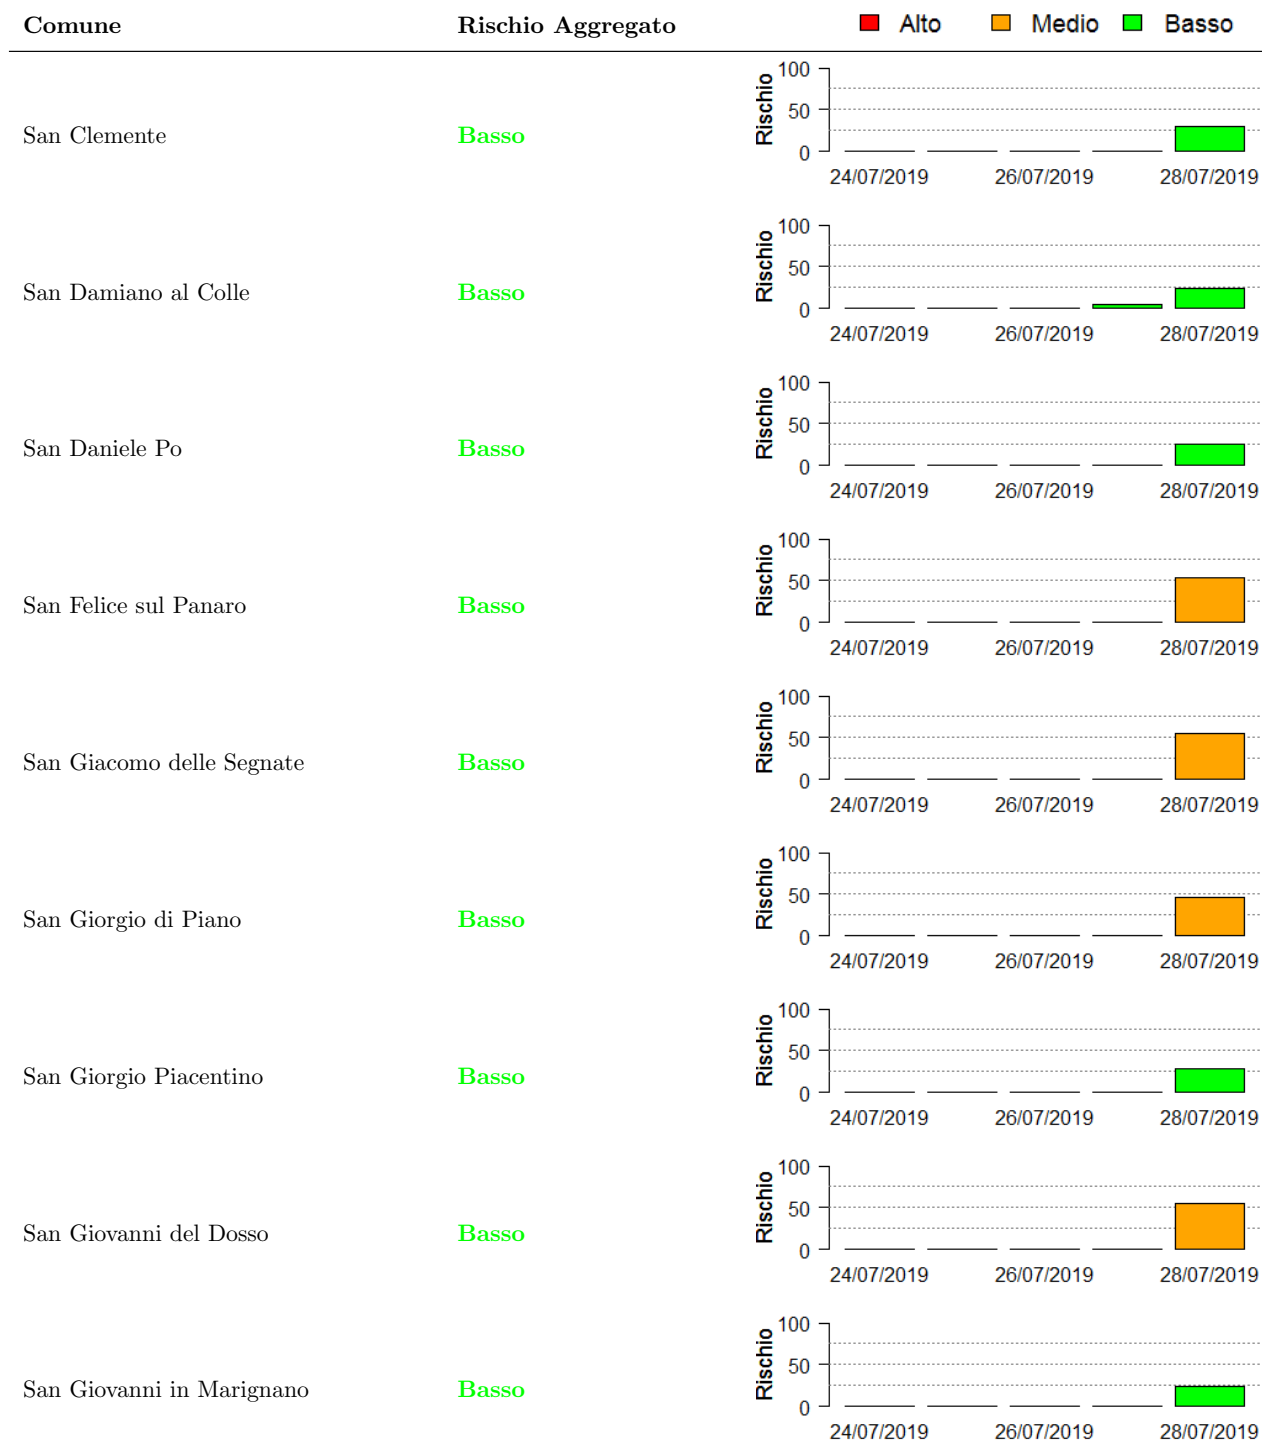 Comune Rischio Aggregato Alto Medio Basso
San Clemente Basso Rischio 100 50 0
24/07/2019 26/07/2019 28/07/2019
San Damiano al Colle Basso Rischio 100 50 0
24/07/2019 26/07/2019 28/07/2019
San Daniele Po Basso Rischio 100 50 0
24/07/2019 26/07/2019 28/07/2019
San Felice sul Panaro Basso Rischio 100 50 0
24/07/2019 26/07/2019 28/07/2019
San Giacomo delle Segnate Basso Rischio 100 50 0
24/07/2019 26/07/2019 28/07/2019
San Giorgio di Piano Basso Rischio 100 50 0
24/07/2019 26/07/2019 28/07/2019
San Giorgio Piacentino Basso Rischio 100 50 0
24/07/2019 26/07/2019 28/07/2019
San Giovanni del Dosso Basso Rischio 100 50 0
24/07/2019 26/07/2019 28/07/2019
San Giovanni in Marignano Basso Rischio 100 50 0
24/07/2019 26/07/2019 28/07/2019